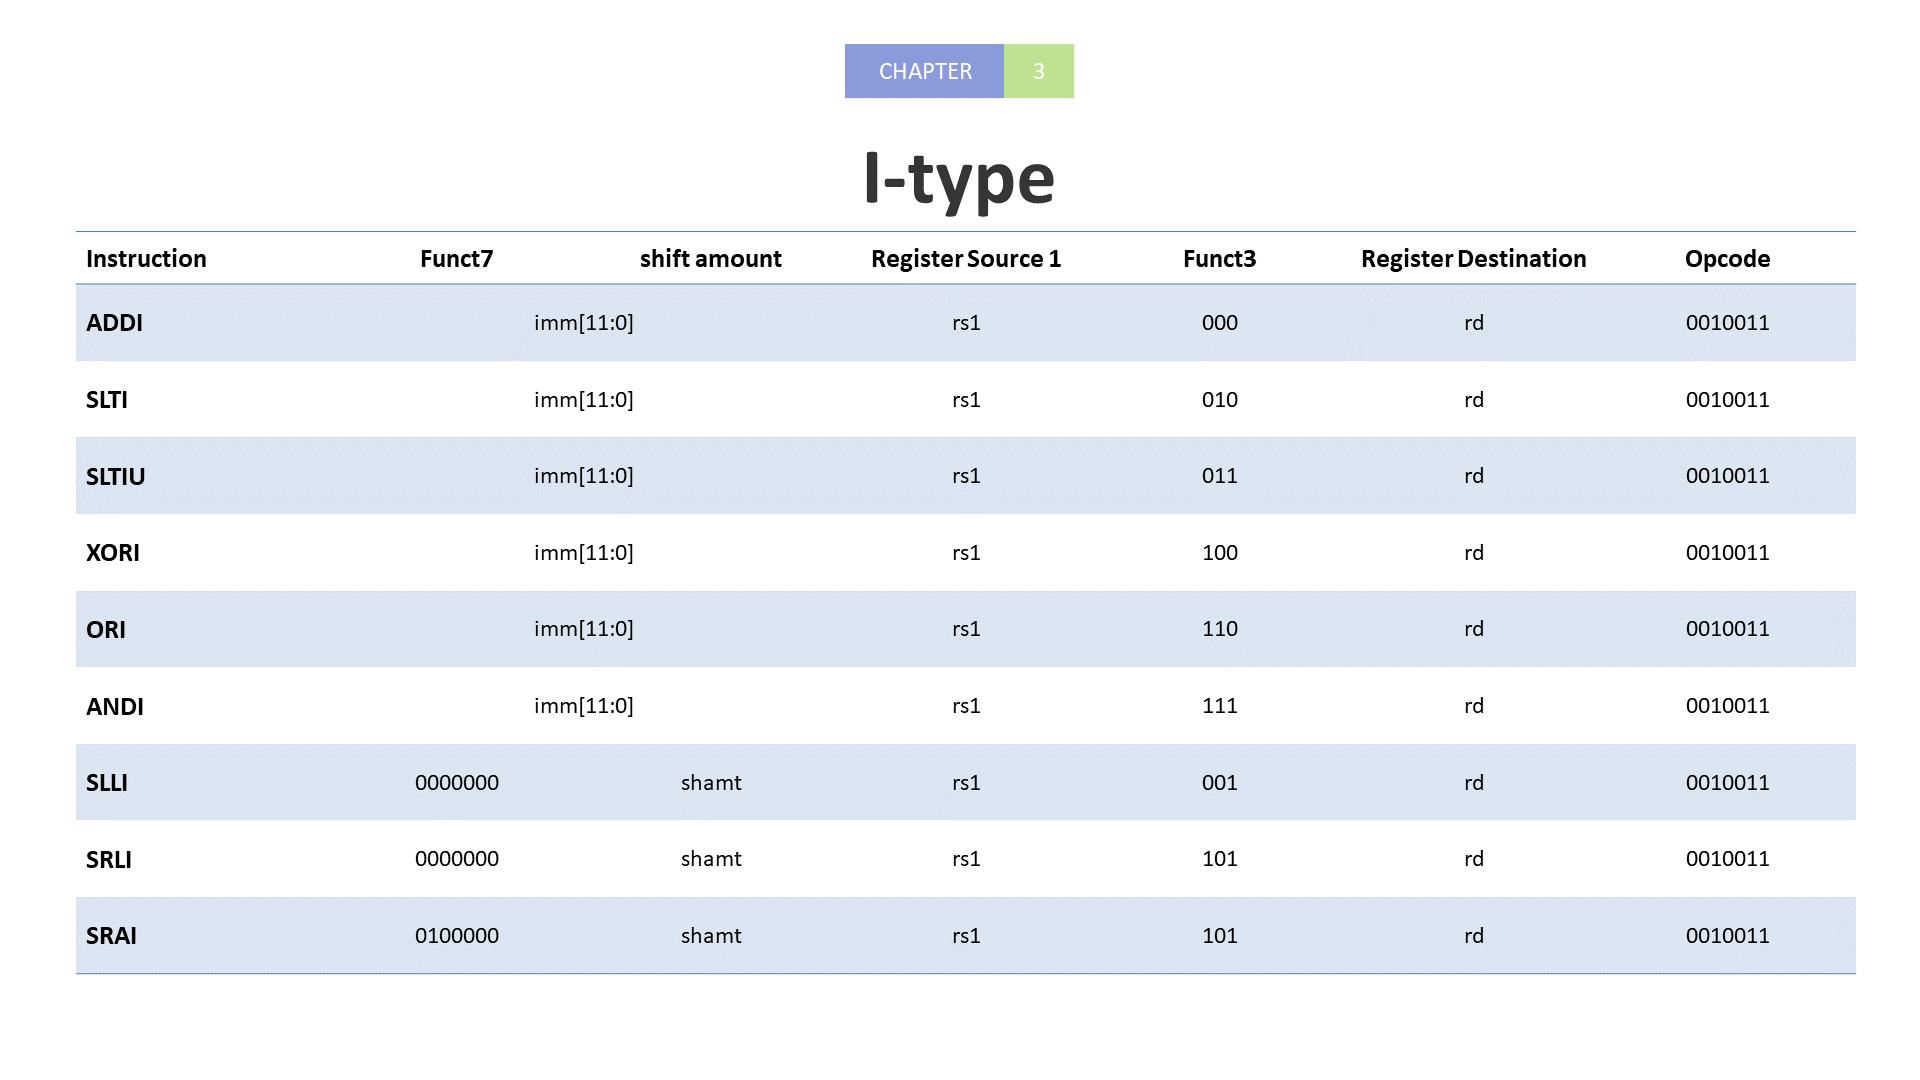 CHAPTER 3
I-type
Instruction Funct7 shift amount Register Source 1 Funct3 Register Destination Opcode
ADDI imm[11:0] rs1 000 rd 0010011
SLTI imm[11:0] rs1 010 rd 0010011
SLTIU imm[11:0] rs1 011 rd 0010011
XORI imm[11:0] rs1 100 rd 0010011
ORI imm[11:0] rs1 110 rd 0010011
ANDI imm[11:0] rs1 111 rd 0010011
SLLI 0000000 shamt rs1 001 rd 0010011
SRLI 0000000 shamt rs1 101 rd 0010011
SRAI 0100000 shamt rs1 101 rd 0010011